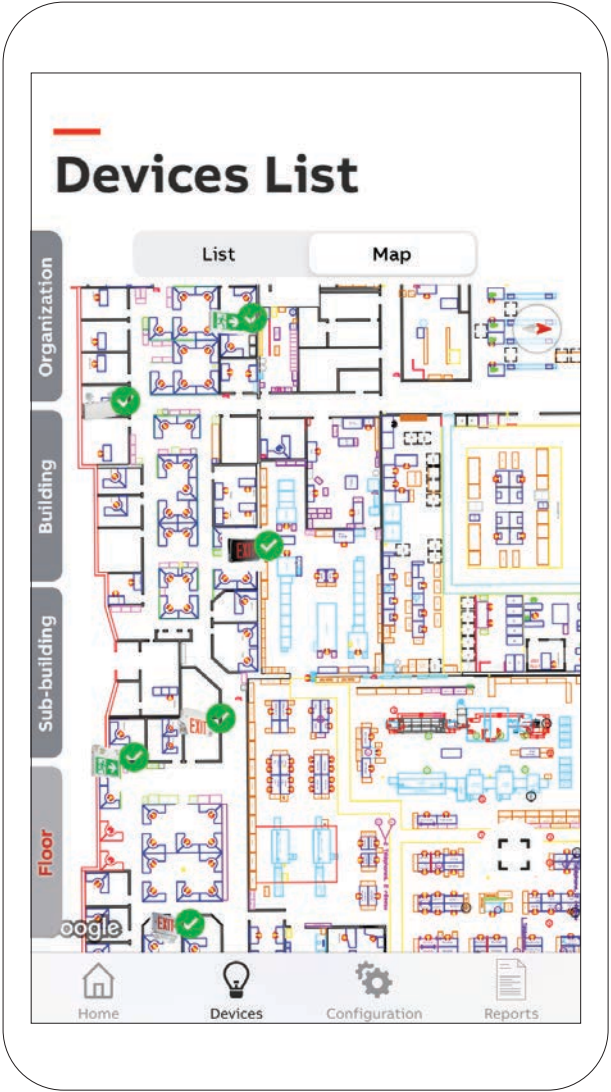 Devices List
List
Map
Organization
Building
Sub-building
Floor
EXIT
EXIT
EXIT
oogle
Home
Devices
Configuration
Reports